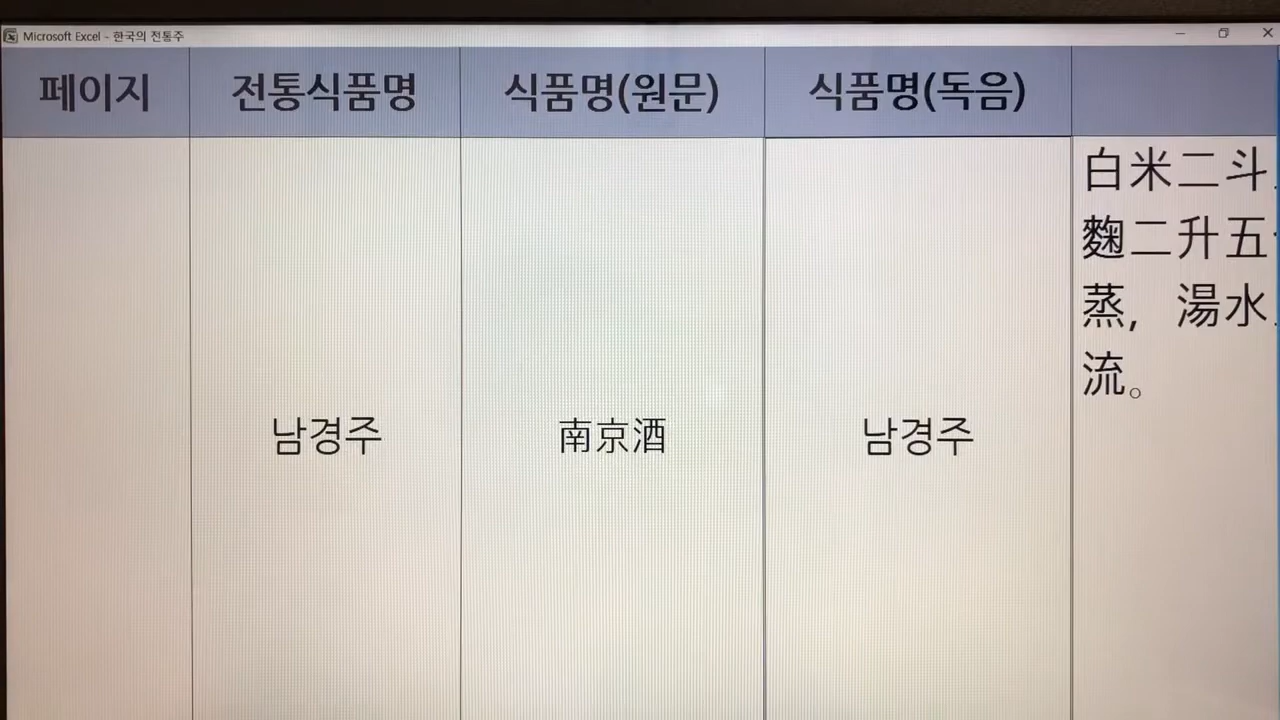 Microsoft Excel - 한국의 전통주
페이지 전통식품명 식품명(원문) 식품명(독음)
남경주 南京酒 남경주
白米二斗
麴二升五
蒸, 湯水
流。